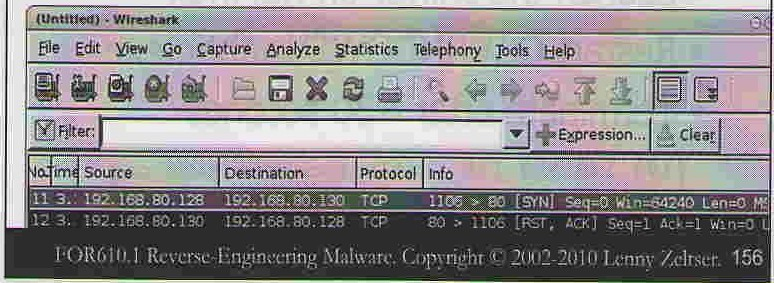 (Untitled) - Wireshark
File Edit View Go Capture Analyze Statistics Telephony Tools Help
Filter: Expression... Clear
No. Time Source Destination Protocol Info
11 3. 192.168.80.128 192.168.80.130 TCP 1106 > 80 [SYN] Seq=0 Win=64240 Len=0 MS
12 3. 192.168.80.130 192.168.80.128 TCP 80 > 1106 [RST, ACK] Seq=1 Ack=1 Win=0 L
FOR610.1 Reverse-Engineering Malware. Copyright © 2002-2010 Lenny Zeltser. 156